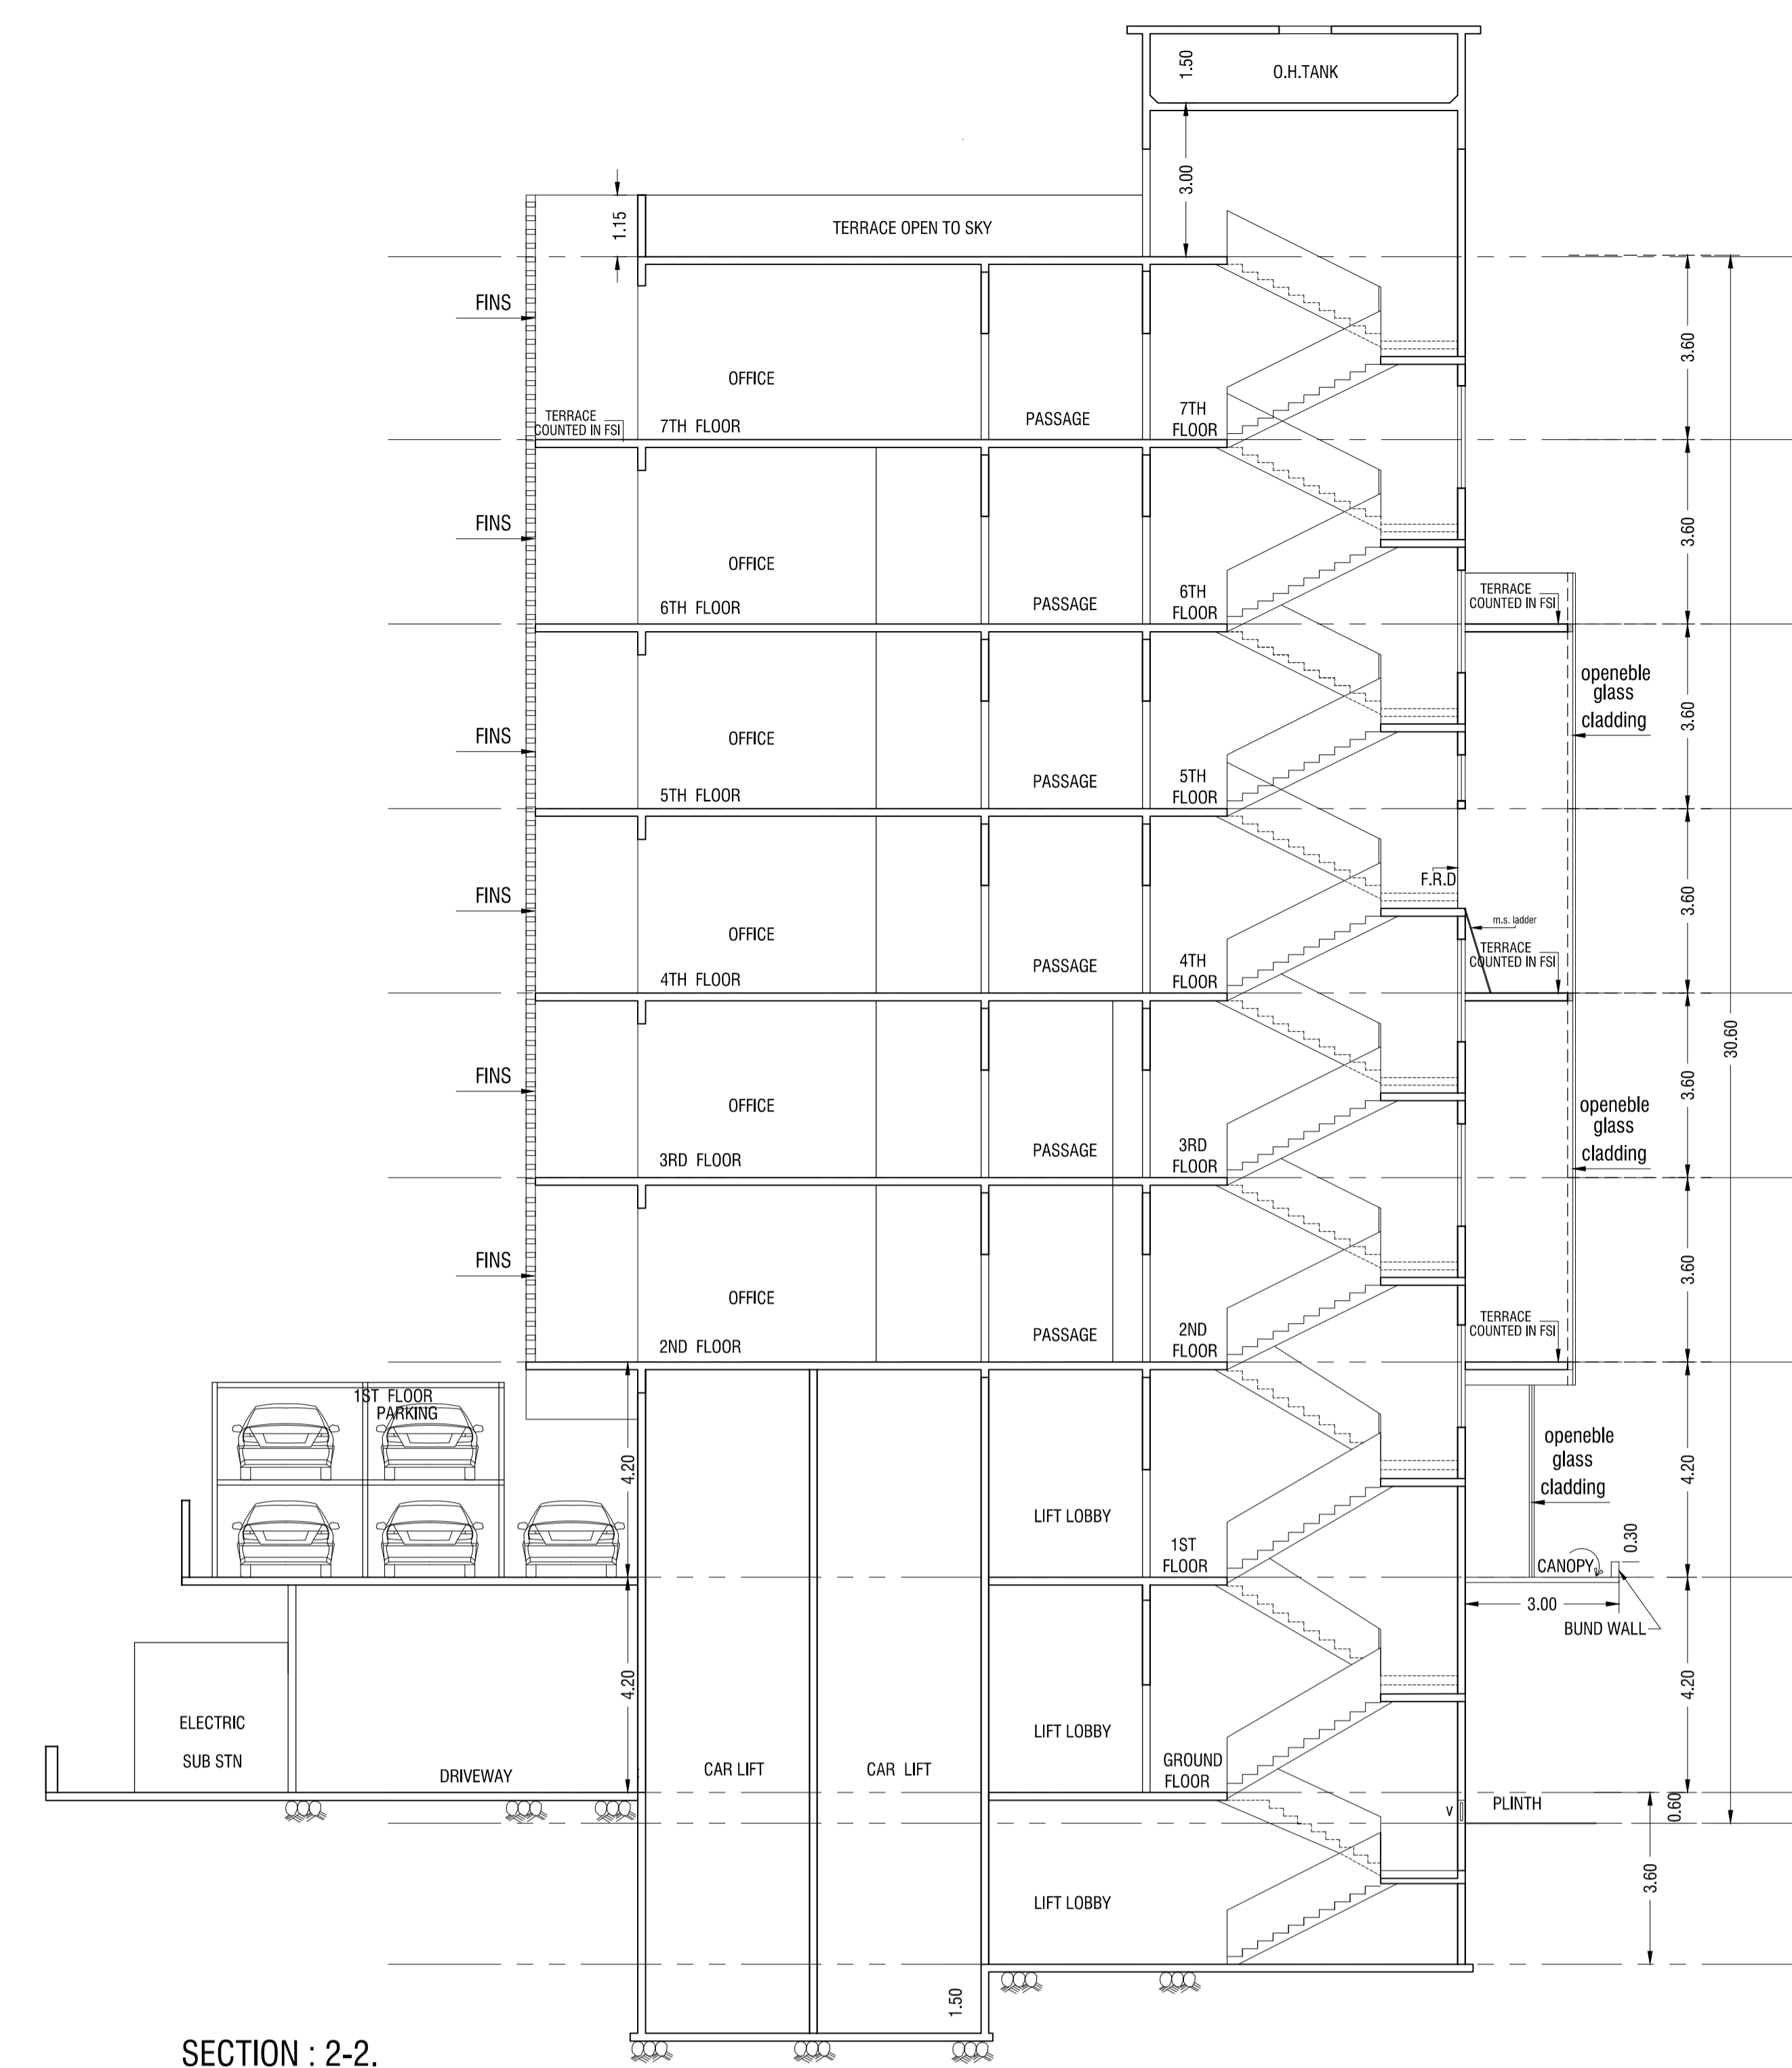 1.50
O.H.TANK
3.00
1.15
TERRACE OPEN TO SKY
FINS
3.60
OFFICE
TERRACE
COUNTED IN FSI
7TH FLOOR
PASSAGE
7TH
FLOOR
FINS
3.60
OFFICE
6TH FLOOR
PASSAGE
6TH
FLOOR
TERRACE
COUNTED IN FSI
openeble
glass
cladding
FINS
3.60
OFFICE
5TH FLOOR
PASSAGE
5TH
FLOOR
F.R.D
FINS
3.60
m.s. ladder
OFFICE
TERRACE
COUNTED IN FSI
4TH FLOOR
PASSAGE
4TH
FLOOR
30.60
FINS
3.60
OFFICE
openeble
glass
cladding
3RD FLOOR
PASSAGE
3RD
FLOOR
FINS
3.60
OFFICE
TERRACE
COUNTED IN FSI
2ND FLOOR
PASSAGE
2ND
FLOOR
1ST FLOOR
PARKING
4.20
openeble
glass
cladding
4.20
LIFT LOBBY
0.30
1ST
FLOOR
CANOPY
3.00
BUND WALL
4.20
4.20
ELECTRIC
SUB STN
LIFT LOBBY
DRIVEWAY
CAR LIFT
CAR LIFT
GROUND
FLOOR
V
PLINTH
0.60
3.60
LIFT LOBBY
1.50
SECTION : 2-2.